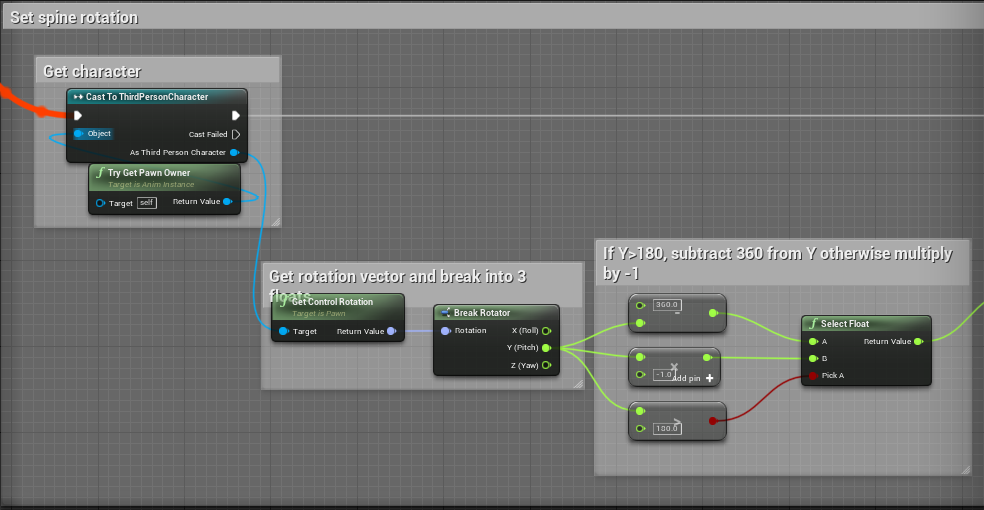 Set spine rotation
Get character
Cast To ThirdPersonCharacter
Object
Cast Failed
As Third Person Character
f Try Get Pawn Owner
Target is Anim Instance
Target self
Return Value
Get rotation vector and break into 3
floats
Get Control Rotation
Target is Pawn
Target
Return Value
Break Rotator
Rotation
X (Roll)
Y (Pitch)
Z (Yaw)
If Y>180, subtract 360 from Y otherwise multiply
by -1
360.0
-
×
-1.0
Add pin +
>
180.0
f Select Float
A
Return Value
B
Pick A